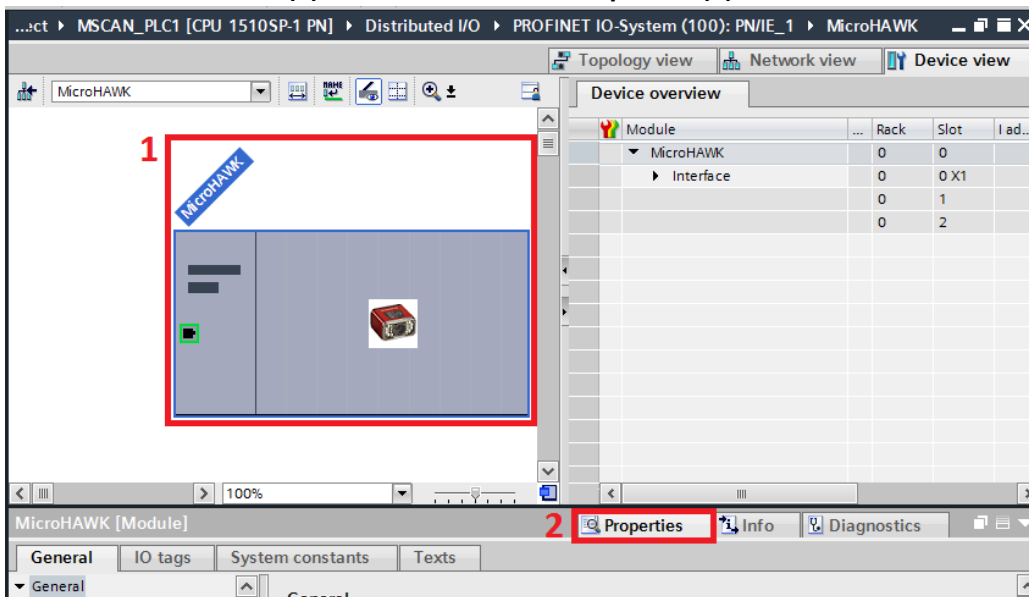 ...ect ▸ MSCAN_PLC1 [CPU 1510SP-1 PN] ▸ Distributed I/O ▸ PROFINET IO-System (100): PN/IE_1 ▸ MicroHAWK
Topology view Network view Device view
MicroHAWK
Device overview
Module ... Rack Slot I ad..
MicroHAWK 0 0
Interface 0 0 X1
0 1
0 2
1
MicroHAWK
100%
MicroHAWK [Module]
2 Properties Info Diagnostics
General IO tags System constants Texts
General
General